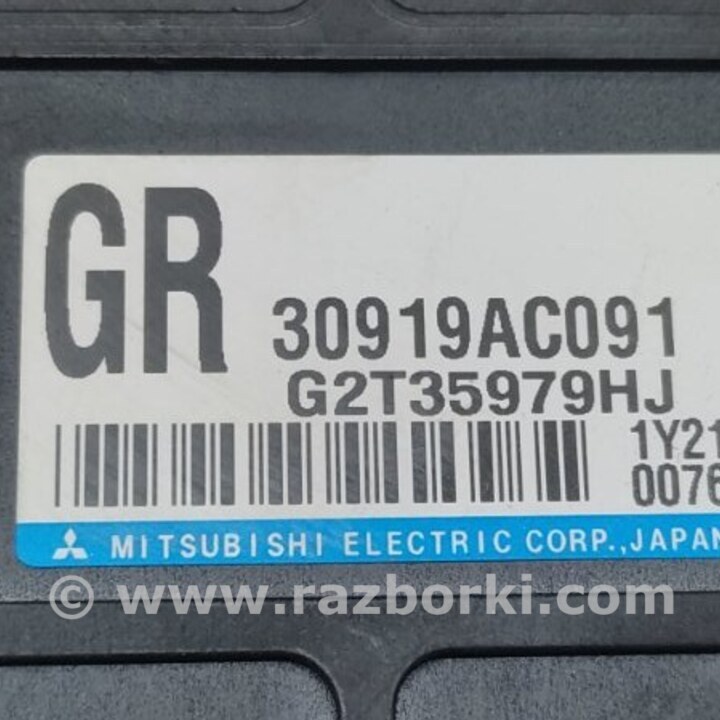 GR
30919AC091
G2T35979HJ
1Y21
0076
MITSUBISHI ELECTRIC CORP.,JAPAN
© www.razborki.com